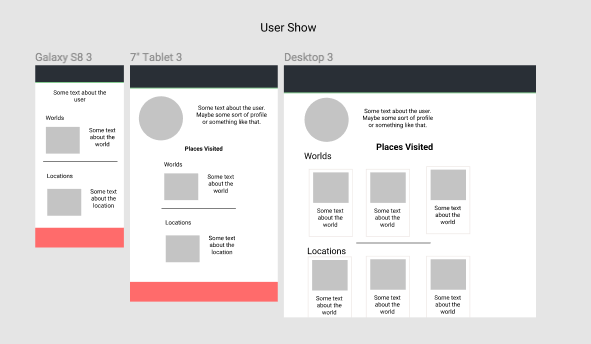 User Show
Galaxy S8 3
Some text about the
user
Worlds
Some text
about the
world
Locations
Some text
about the
location
7" Tablet 3
Some text about the user.
Maybe some sort of profile
or something like that.
Places Visited
Worlds
Some text
about the
world
Locations
Some text
about the
location
Desktop 3
Some text about the user.
Maybe some sort of profile
or something like that.
Places Visited
Worlds
Some text
about the
world
Some text
about the
world
Some text
about the
world
Locations
Some text
about the
world
Some text
about the
world
Some text
about the
world